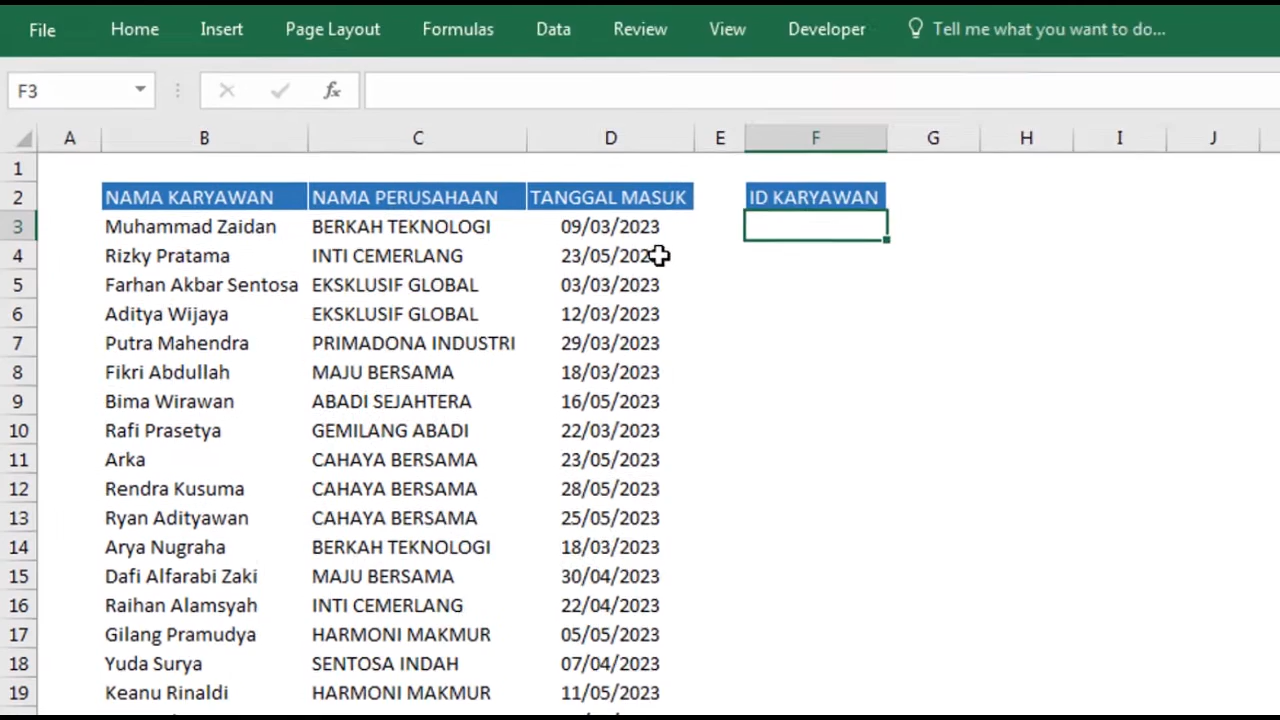 File Home Insert Page Layout Formulas Data Review View Developer Tell me what you want to do...
F3 fx
A B C D E F G H I J
1
2 NAMA KARYAWAN NAMA PERUSAHAAN TANGGAL MASUK ID KARYAWAN
3 Muhammad Zaidan BERKAH TEKNOLOGI 09/03/2023
4 Rizky Pratama INTI CEMERLANG
5 Farhan Akbar Sentosa EKSKLUSIF GLOBAL 03/03/2023
6 Aditya Wijaya EKSKLUSIF GLOBAL 12/03/2023
7 Putra Mahendra PRIMADONA INDUSTRI 29/03/2023
8 Fikri Abdullah MAJU BERSAMA 18/03/2023
9 Bima Wirawan ABADI SEJAHTERA 16/05/2023
10 Rafi Prasetya GEMILANG ABADI 22/03/2023
11 Arka CAHAYA BERSAMA 23/05/2023
12 Rendra Kusuma CAHAYA BERSAMA 28/05/2023
13 Ryan Adityawan CAHAYA BERSAMA 25/05/2023
14 Arya Nugraha BERKAH TEKNOLOGI 18/03/2023
15 Dafi Alfarabi Zaki MAJU BERSAMA 30/04/2023
16 Raihan Alamsyah INTI CEMERLANG 22/04/2023
17 Gilang Pramudya HARMONI MAKMUR 05/05/2023
18 Yuda Surya SENTOSA INDAH 07/04/2023
19 Keanu Rinaldi HARMONI MAKMUR 11/05/2023